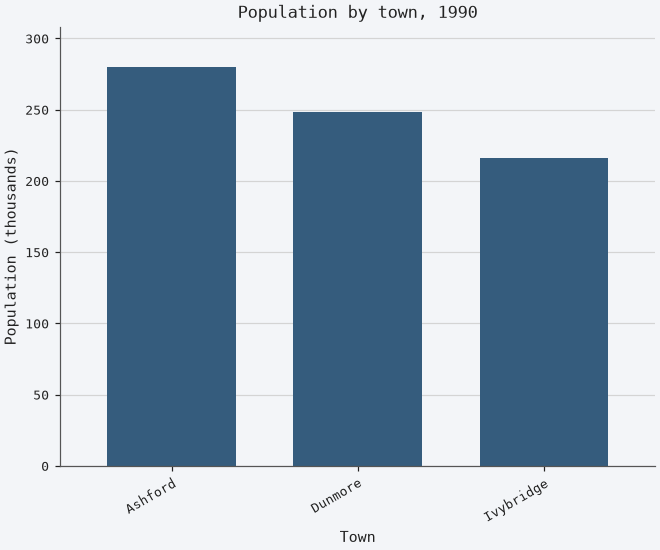 Population by town, 1990
Population (thousands)
300
250
200
150
100
50
0
Ashford
Dunmore
Ivybridge
Town